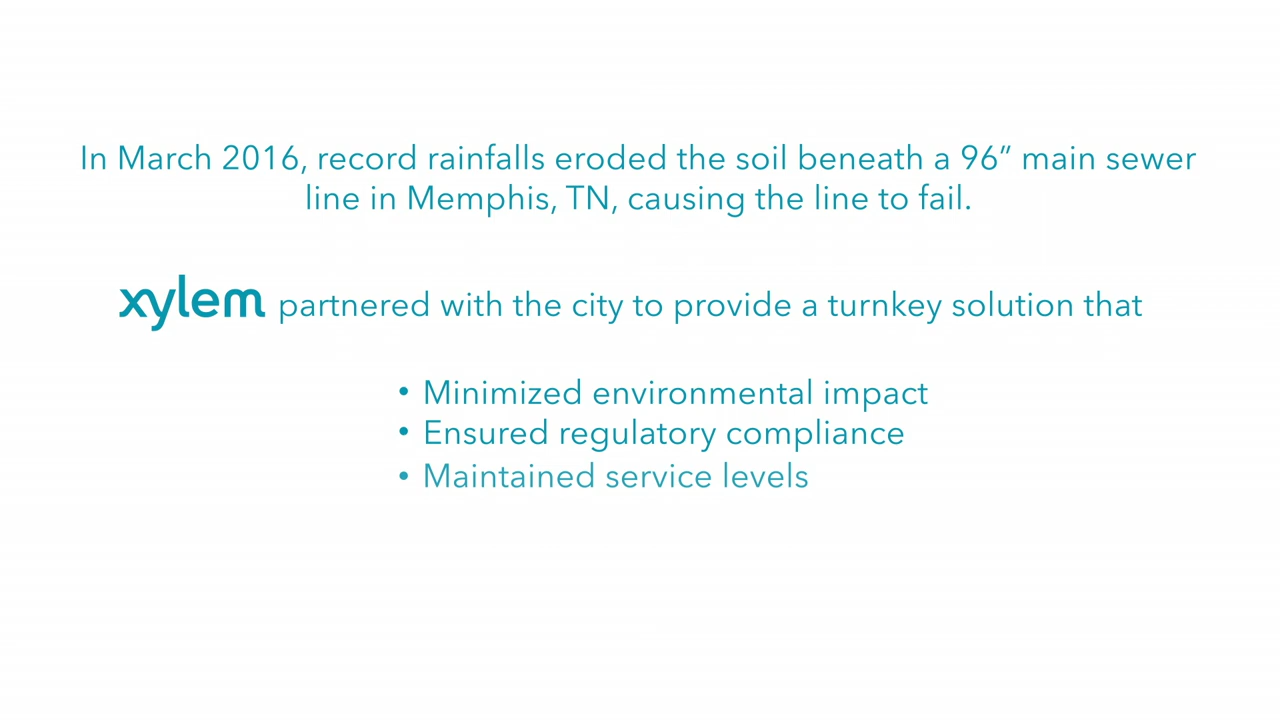 In March 2016, record rainfalls eroded the soil beneath a 96” main sewer
line in Memphis, TN, causing the line to fail.
xylem partnered with the city to provide a turnkey solution that
• Minimized environmental impact
• Ensured regulatory compliance
• Maintained service levels